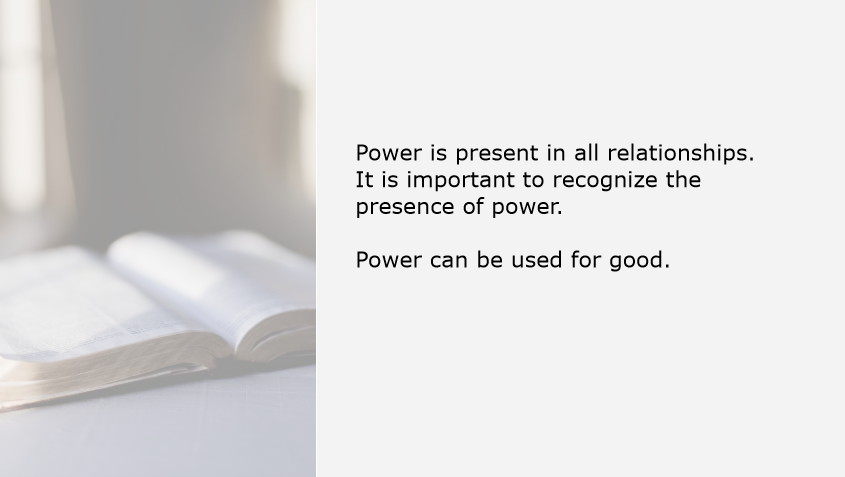 Power is present in all relationships.
It is important to recognize the
presence of power.
Power can be used for good.